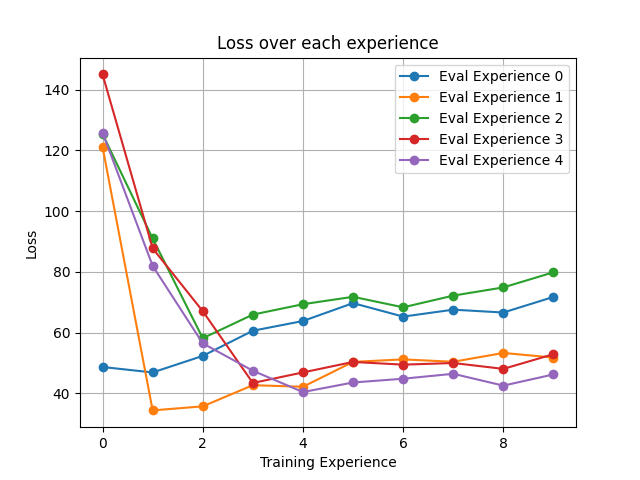 Loss over each experience
Eval Experience 0
Eval Experience 1
Eval Experience 2
Eval Experience 3
Eval Experience 4
140
120
100
80
60
40
Loss
0 2 4 6 8
Training Experience